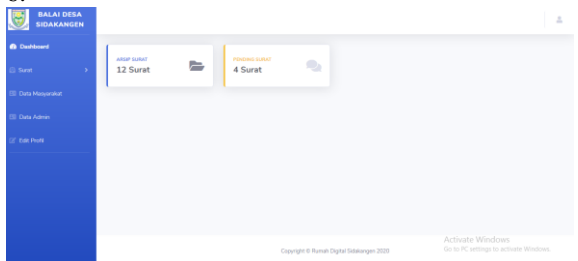 BALAI DESA
SIDAKANGEN
Dashboard
Surat
Data Masyarakat
Data Admin
Edit Profil
ARSIP SURAT
12 Surat
PENDING SURAT
4 Surat
Copyright © Rumah Digital Sidakangen 2020
Activate Windows
Go to PC settings to activate Windows.